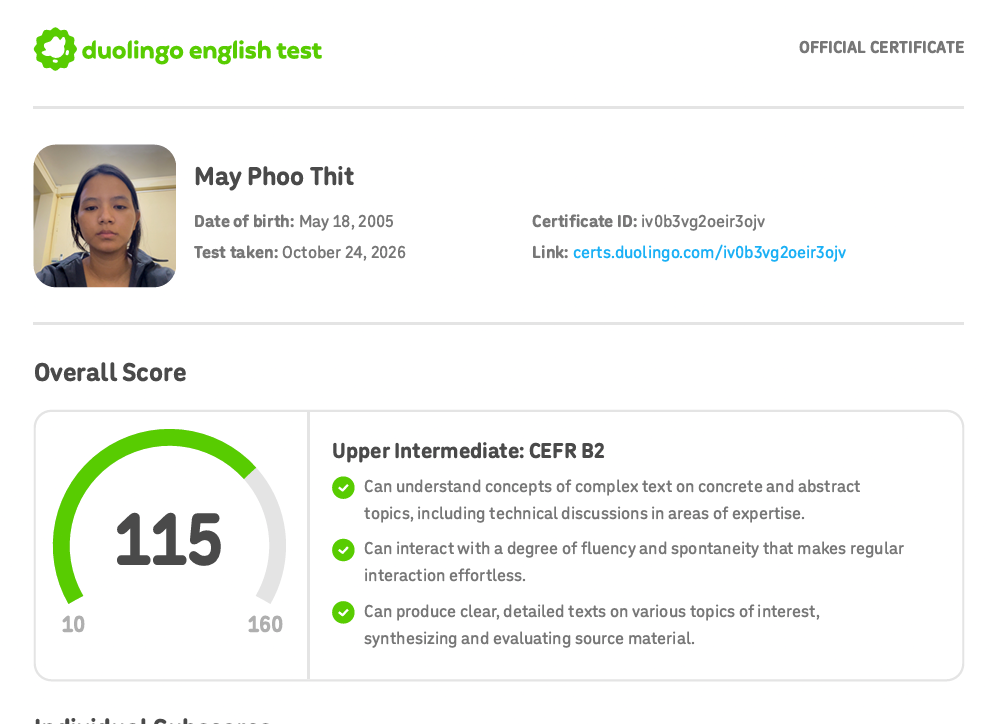 duolingo english test
OFFICIAL CERTIFICATE
May Phoo Thit
Date of birth: May 18, 2005
Certificate ID: iv0b3vg2oeir3ojv
Test taken: October 24, 2026
Link: certs.duolingo.com/iv0b3vg2oeir3ojv
Overall Score
115
10
160
Upper Intermediate: CEFR B2
Can understand concepts of complex text on concrete and abstract
topics, including technical discussions in areas of expertise.
Can interact with a degree of fluency and spontaneity that makes regular
interaction effortless.
Can produce clear, detailed texts on various topics of interest,
synthesizing and evaluating source material.
Individual Subscores